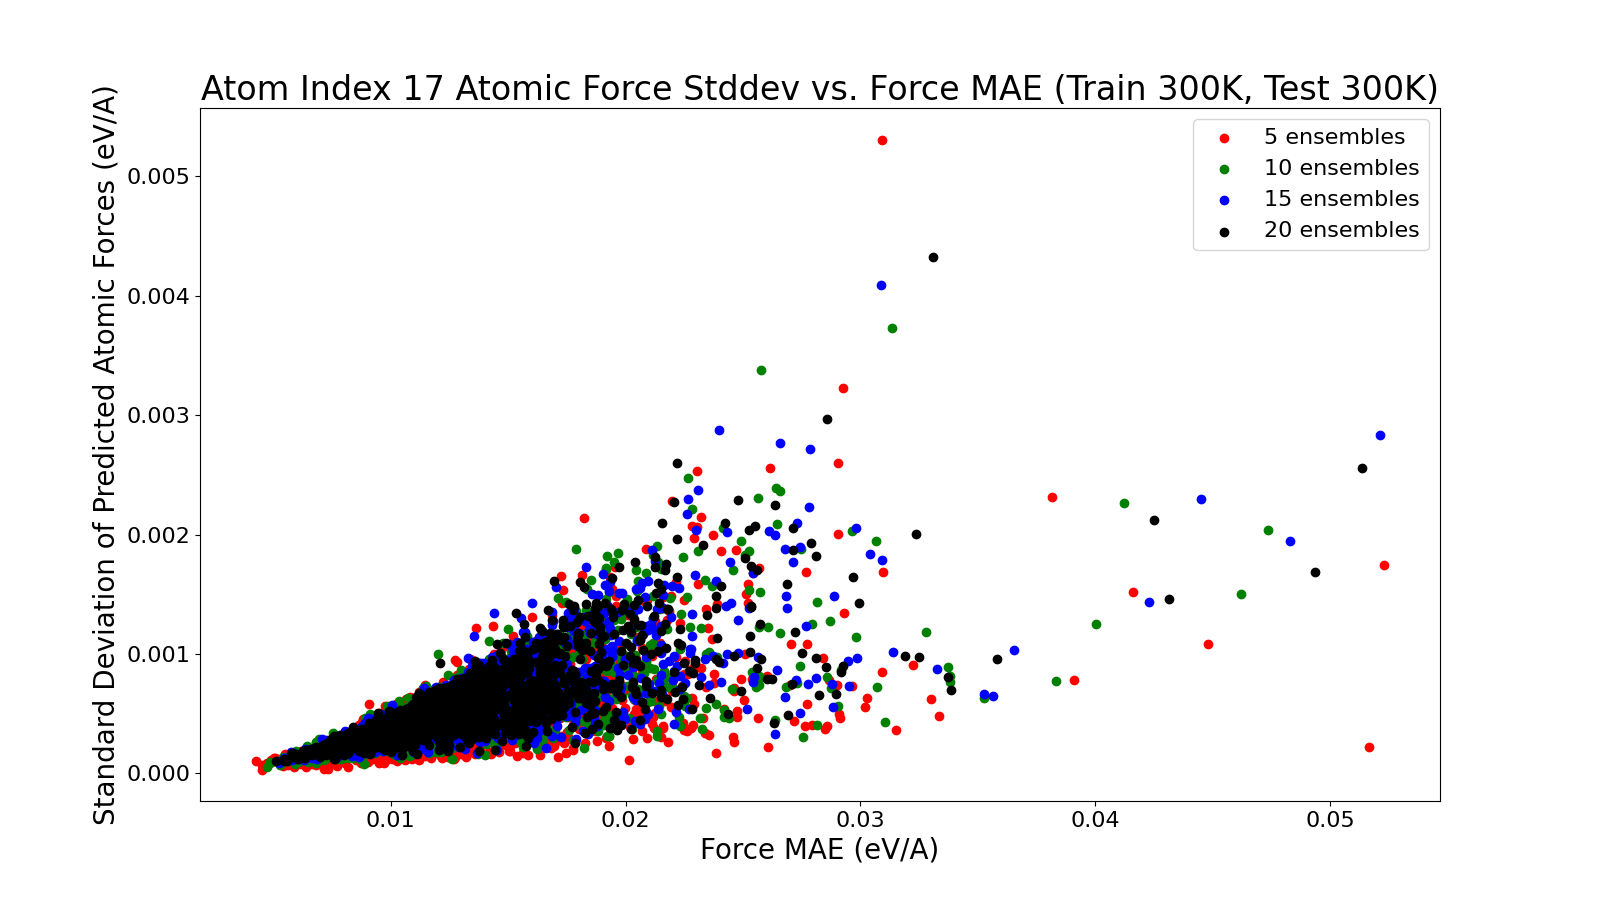 Atom Index 17 Atomic Force Stddev vs. Force MAE (Train 300K, Test 300K)
Standard Deviation of Predicted Atomic Forces (eV/A)
0.005
0.004
0.003
0.002
0.001
0.000
5 ensembles
10 ensembles
15 ensembles
20 ensembles
0.01 0.02 0.03 0.04 0.05
Force MAE (eV/A)